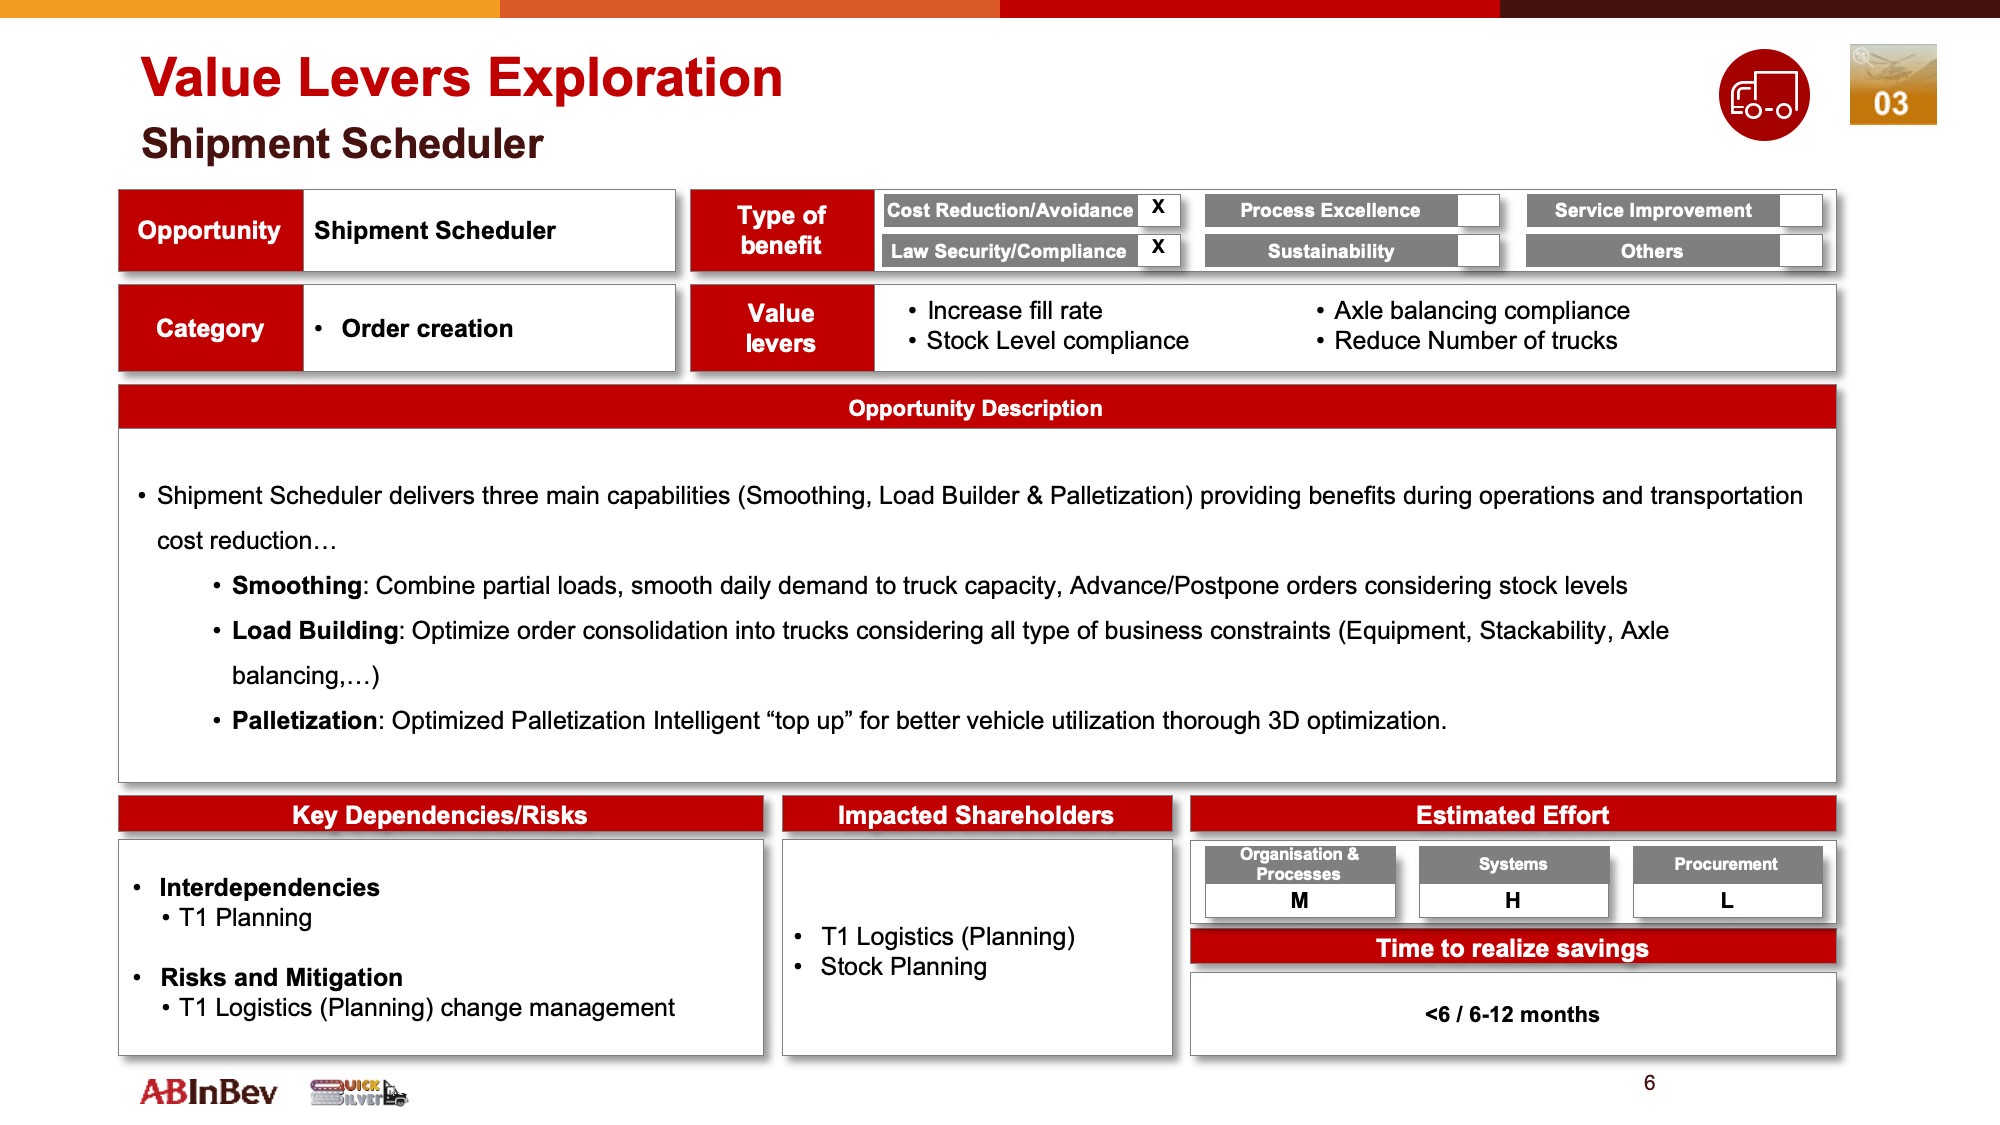 Value Levers Exploration
Shipment Scheduler
03
Opportunity
Shipment Scheduler
Type of
benefit
Cost Reduction/Avoidance X
Process Excellence
Service Improvement
Law Security/Compliance X
Sustainability
Others
Category
• Order creation
Value
levers
• Increase fill rate
• Stock Level compliance
• Axle balancing compliance
• Reduce Number of trucks
Opportunity Description
• Shipment Scheduler delivers three main capabilities (Smoothing, Load Builder & Palletization) providing benefits during operations and transportation
cost reduction…
• Smoothing: Combine partial loads, smooth daily demand to truck capacity, Advance/Postpone orders considering stock levels
• Load Building: Optimize order consolidation into trucks considering all type of business constraints (Equipment, Stackability, Axle
balancing,…)
• Palletization: Optimized Palletization Intelligent “top up” for better vehicle utilization thorough 3D optimization.
Key Dependencies/Risks
• Interdependencies
• T1 Planning
• Risks and Mitigation
• T1 Logistics (Planning) change management
Impacted Shareholders
• T1 Logistics (Planning)
• Stock Planning
Estimated Effort
Organisation &
Processes
M
Systems
H
Procurement
L
Time to realize savings
<6 / 6-12 months
ABInBev
QUICK
SILVER
6